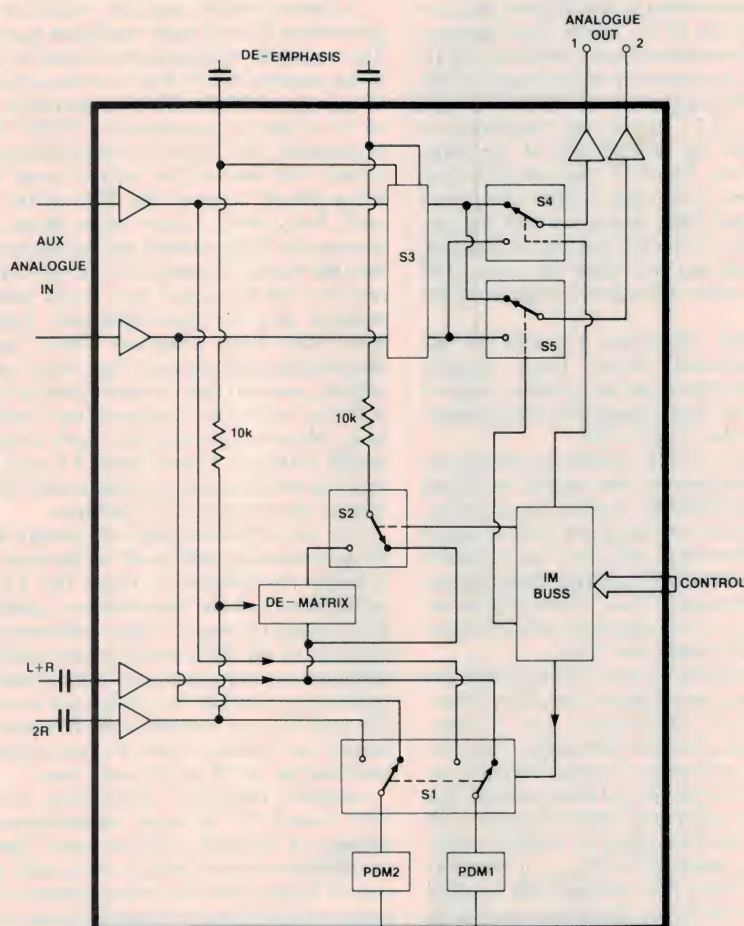 ANALOGUE
OUT
1 2
DE-EMPHASIS
S4
AUX
ANALOGUE
IN
S3
S5
10k
10k
S2
IM
BUSS
CONTROL
DE-MATRIX
L+R
2R
S1
PDM2
PDM1